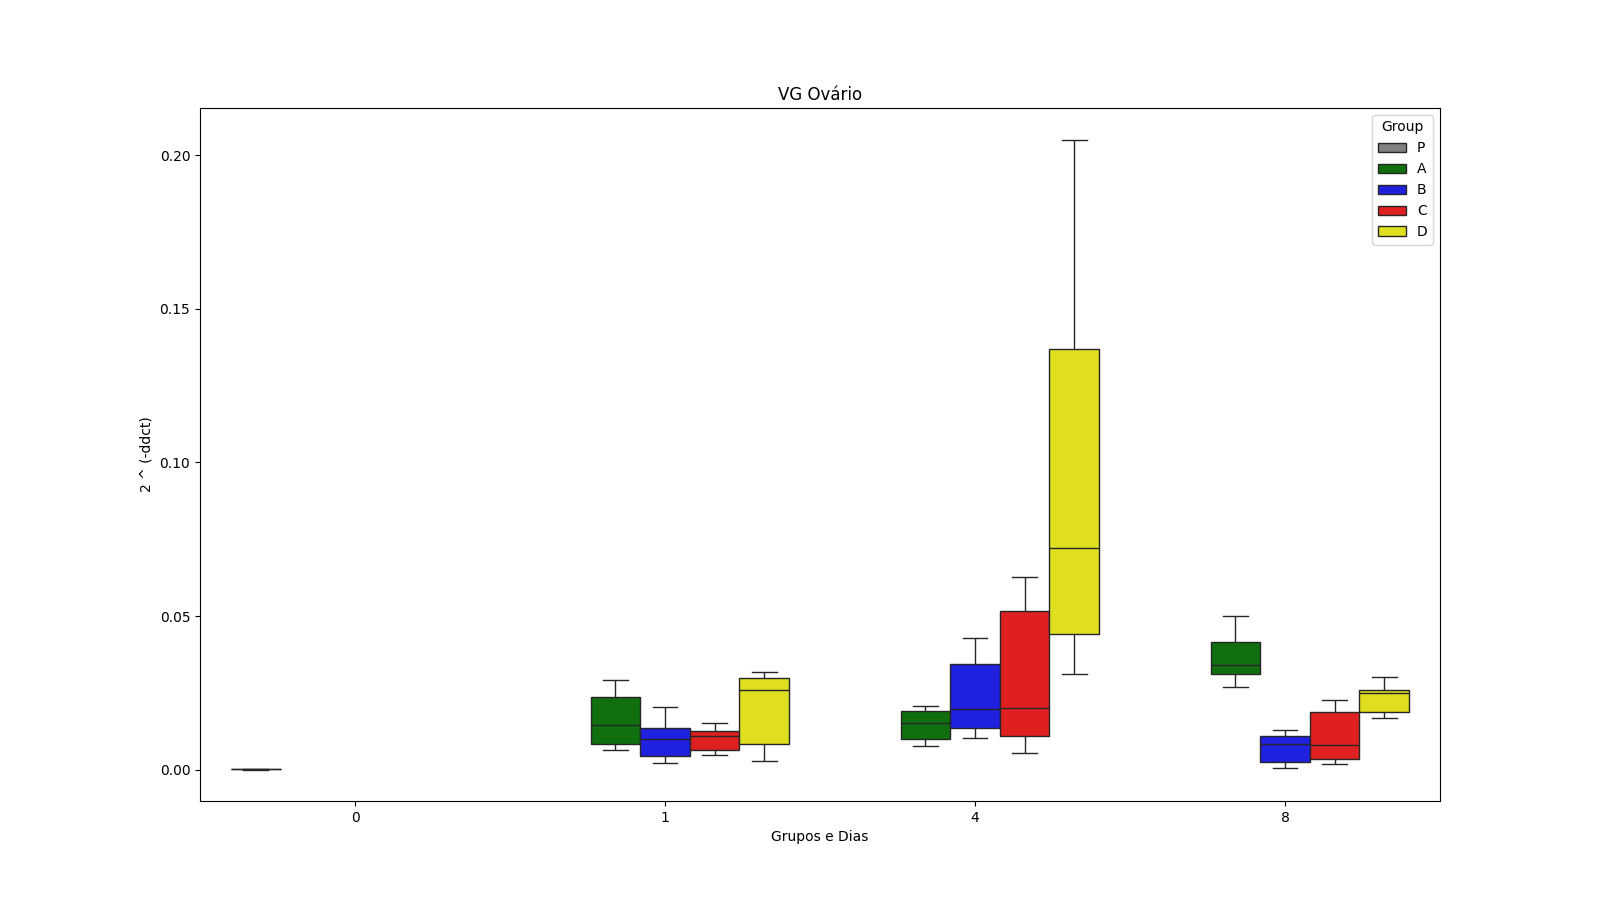 VG Ovário
Group
P
A
B
C
D
0.20
0.15
0.10
0.05
0.00
2 ^ (-ddct)
0 1 4 8
Grupos e Dias